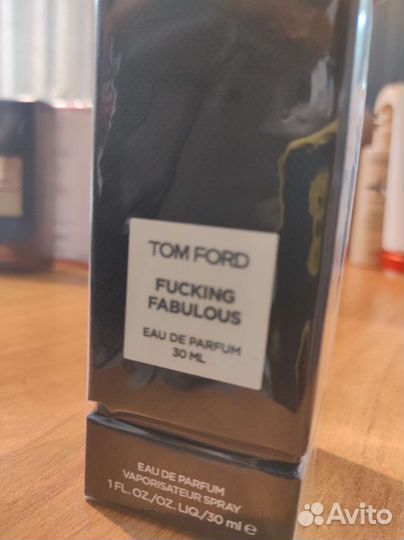 TOM FORD
FUCKING
FABULOUS
EAU DE PARFUM
30 ML
EAU DE PARFUM
VAPORISATEUR SPRAY
1 FL. OZ./OZ. LIQ./30 ml ℮
Avito